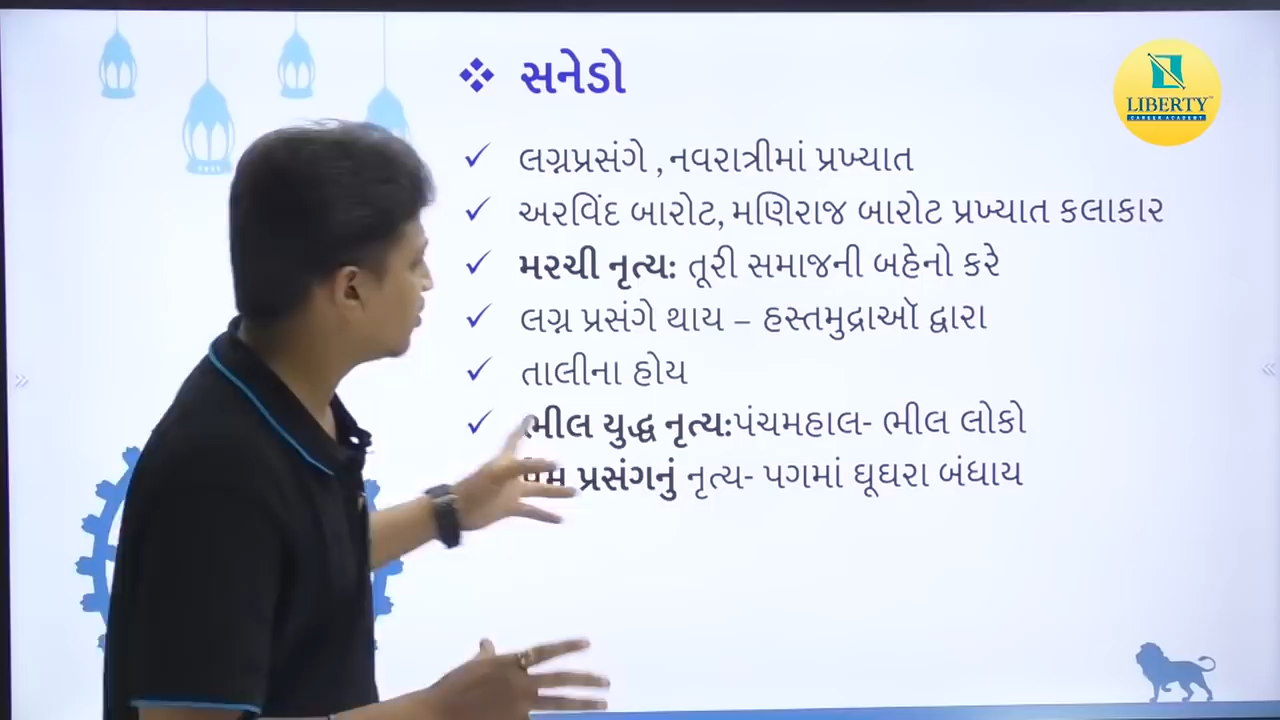 ❖ સનેડો
LIBERTY
CAREER ACADEMY
✓ લગ્નપ્રસંગે , નવરાત્રીમાં પ્રખ્યાત
✓ અરવિંદ બારોટ, મણિરાજ બારોટ પ્રખ્યાત કલાકાર
✓ મરચી નૃત્ય: તૂરી સમાજની બહેનો કરે
✓ લગ્ન પ્રસંગે થાય – હસ્તમુદ્રાઓ દ્વારા
✓ તાલીના હોય
✓ ભીલ યુદ્ધ નૃત્ય:પંચમહાલ- ભીલ લોકો
પ્રસંગનું નૃત્ય- પગમાં ઘૂઘરા બંધાય